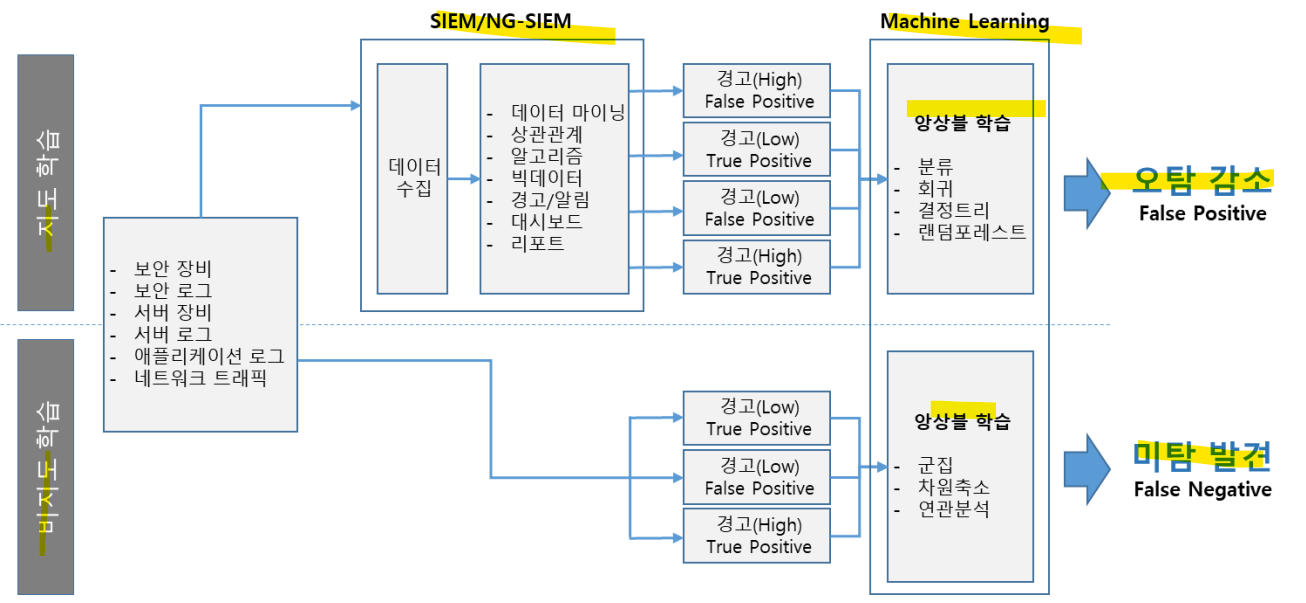 SIEM/NG-SIEM
Machine Learning
지도 학습
비지도 학습
- 보안 장비
- 보안 로그
- 서버 장비
- 서버 로그
- 애플리케이션 로그
- 네트워크 트래픽
데이터
수집
- 데이터 마이닝
- 상관관계
- 알고리즘
- 빅데이터
- 경고/알림
- 대시보드
- 리포트
경고(High)
False Positive
경고(Low)
True Positive
경고(Low)
False Positive
경고(High)
True Positive
앙상블 학습
- 분류
- 회귀
- 결정트리
- 랜덤포레스트
오탐 감소
False Positive
경고(Low)
True Positive
경고(Low)
False Positive
경고(High)
True Positive
앙상블 학습
- 군집
- 차원축소
- 연관분석
미탐 발견
False Negative